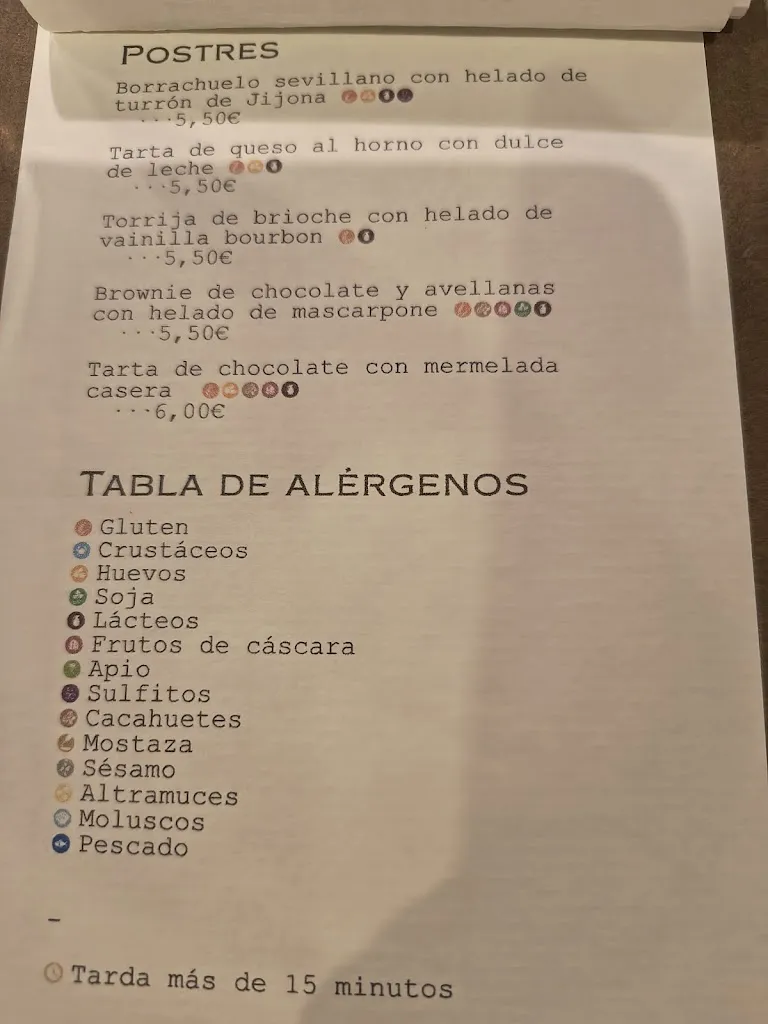 POSTRES
Borrachuelo sevillano con helado de
turrón de Jijona
···5,50€
Tarta de queso al horno con dulce
de leche
···5,50€
Torrija de brioche con helado de
vainilla bourbon
···5,50€
Brownie de chocolate y avellanas
con helado de mascarpone
···5,50€
Tarta de chocolate con mermelada
casera
···6,00€
TABLA DE ALÉRGENOS
Gluten
Crustáceos
Huevos
Soja
Lácteos
Frutos de cáscara
Apio
Sulfitos
Cacahuetes
Mostaza
Sésamo
Altramuces
Moluscos
Pescado
–
Tarda más de 15 minutos